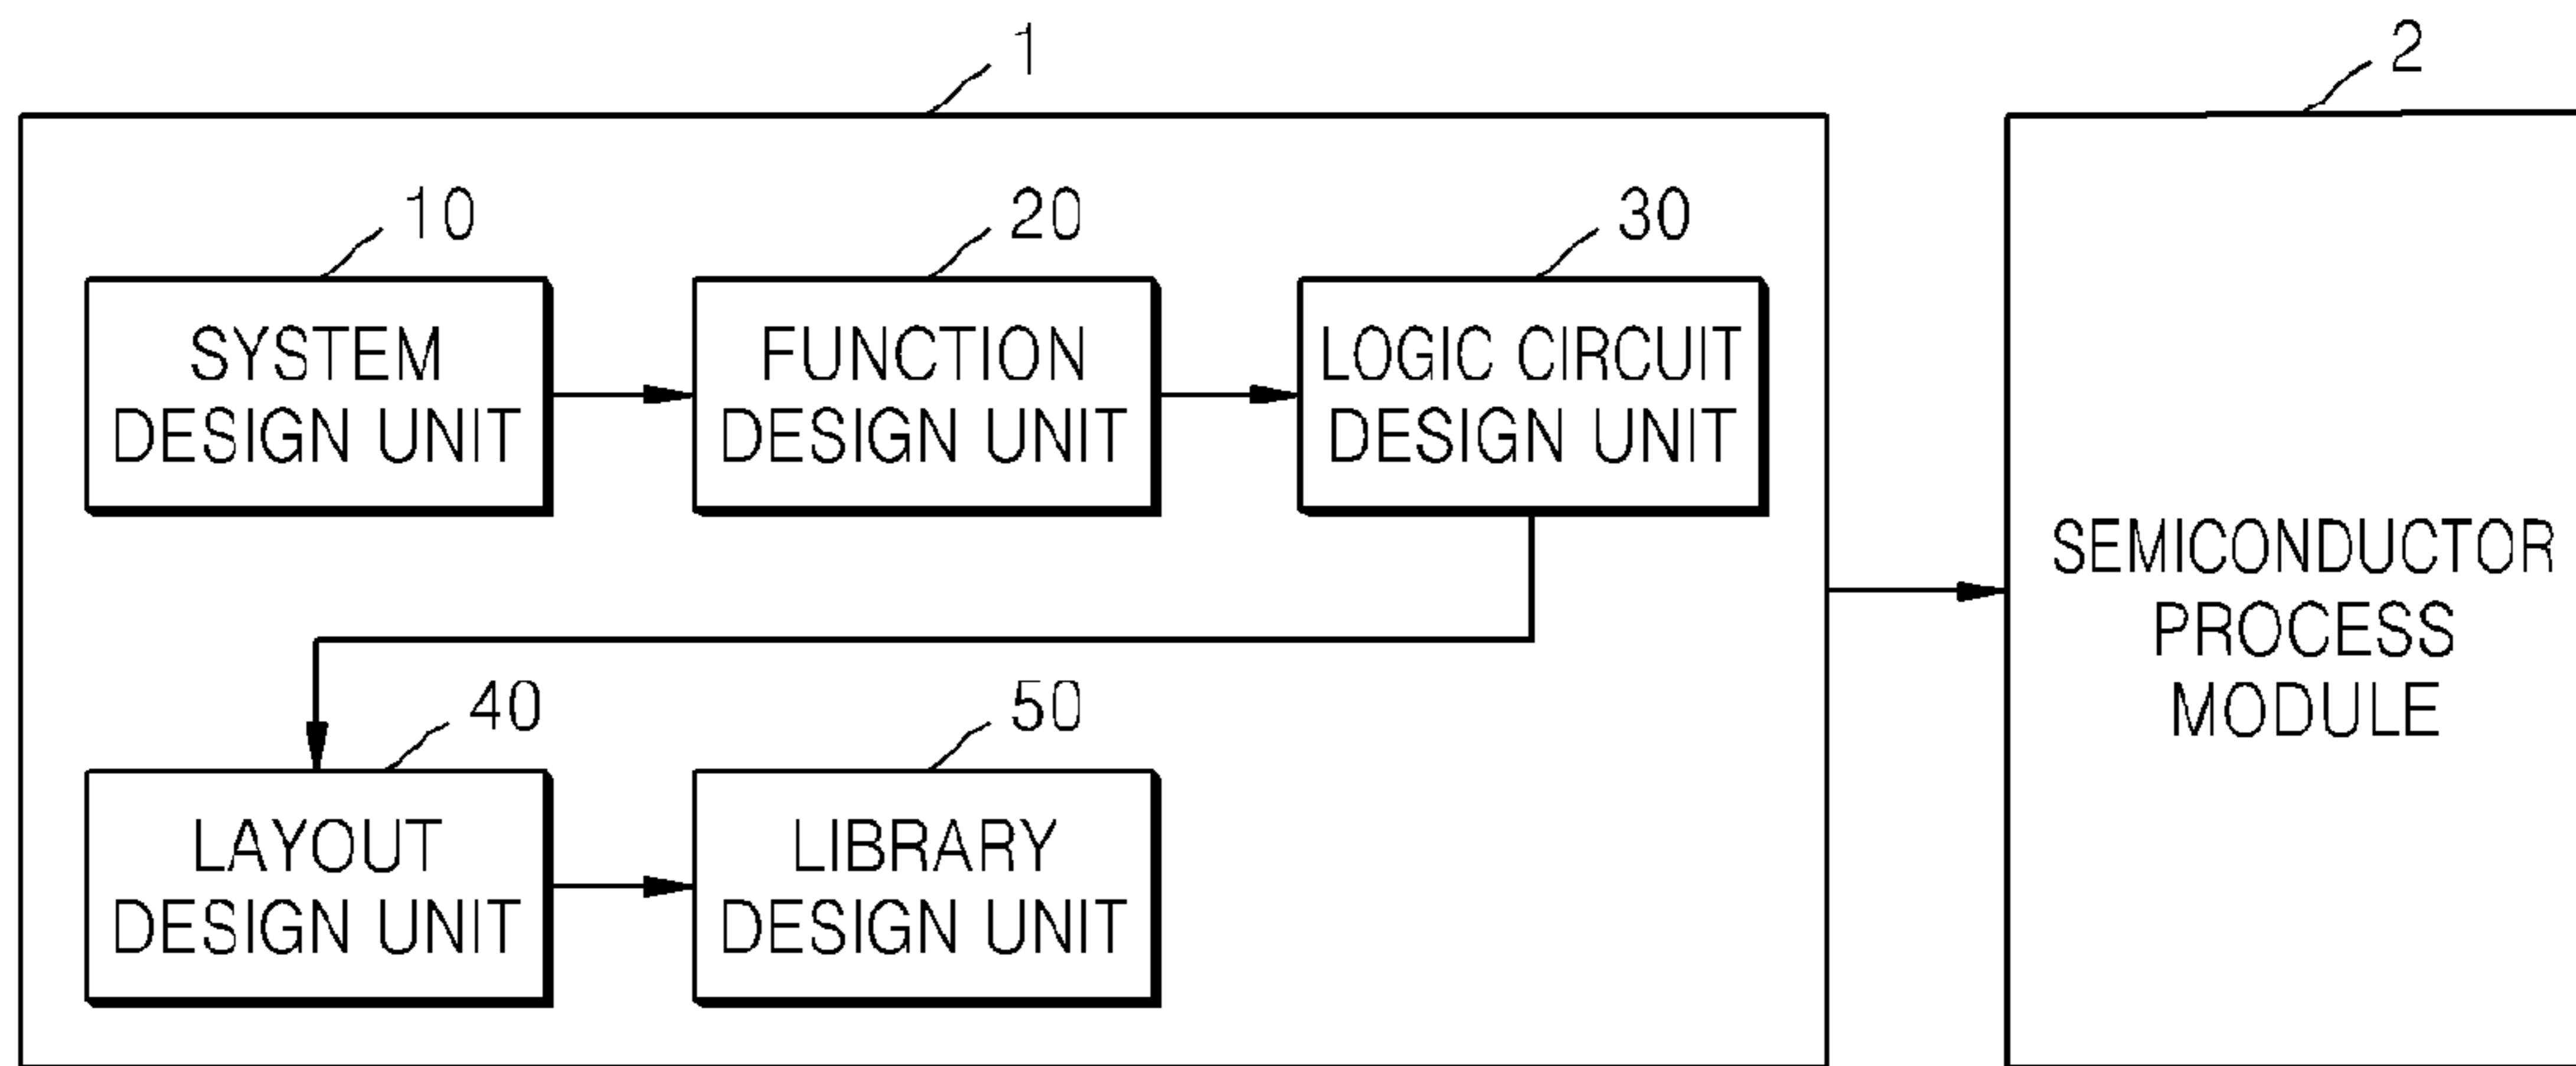 1
2
10
20
30
SYSTEM
DESIGN UNIT
FUNCTION
DESIGN UNIT
LOGIC CIRCUIT
DESIGN UNIT
SEMICONDUCTOR
PROCESS
MODULE
40
50
LAYOUT
DESIGN UNIT
LIBRARY
DESIGN UNIT